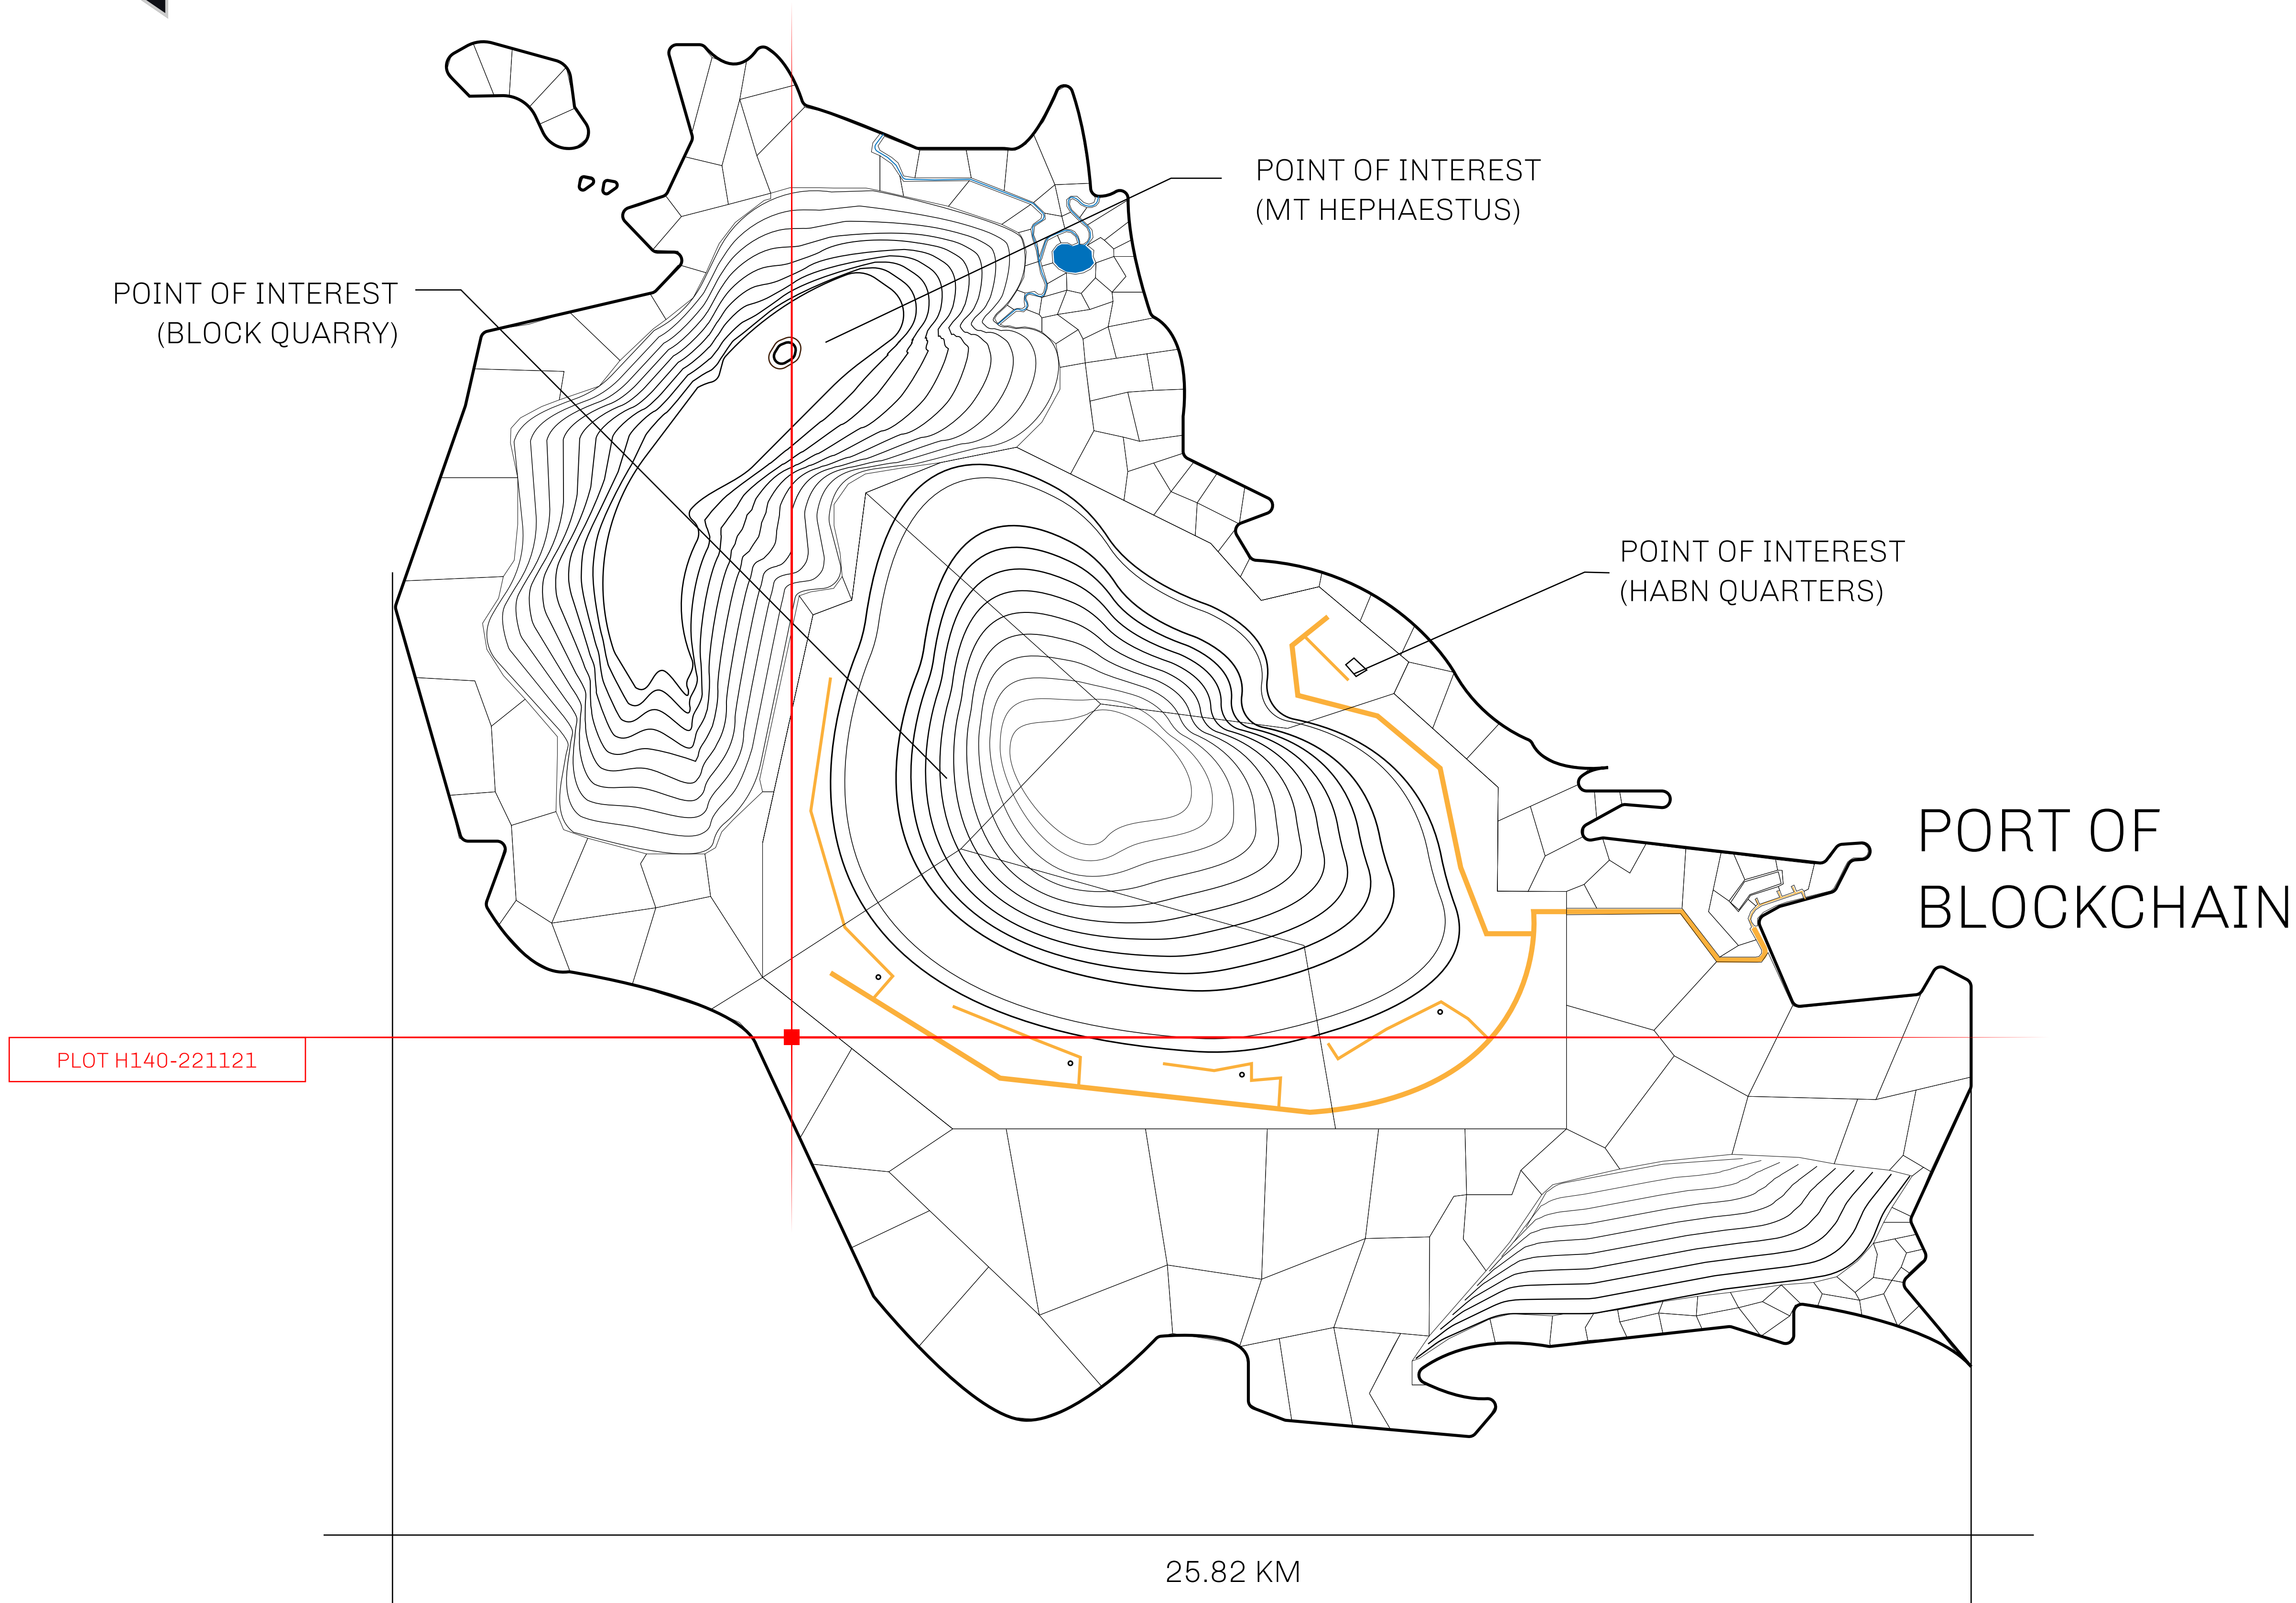 POINT OF INTEREST
(MT HEPHAESTUS)
POINT OF INTEREST
(BLOCK QUARRY)
POINT OF INTEREST
(HABN QUARTERS)
PORT OF
BLOCKCHAIN
PLOT H140-221121
25.82 KM